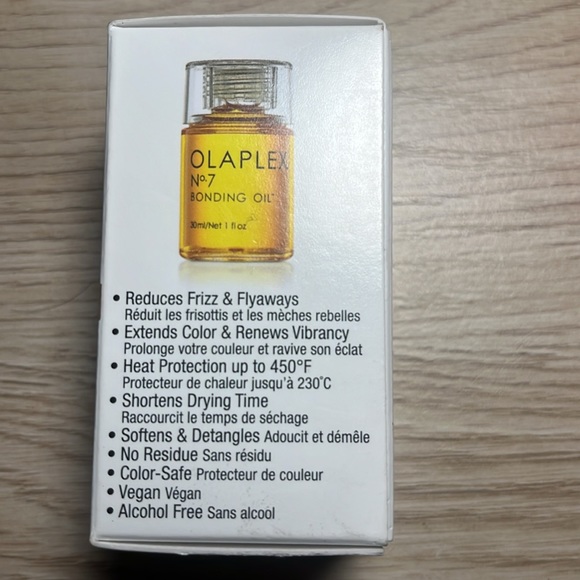 OLAPLEX
Nº.7
BONDING OIL™
30ml/Net 1 fl oz
• Reduces Frizz & Flyaways
Réduit les frisottis et les mèches rebelles
• Extends Color & Renews Vibrancy
Prolonge votre couleur et ravive son éclat
• Heat Protection up to 450°F
Protecteur de chaleur jusqu'à 230°C
• Shortens Drying Time
Raccourcit le temps de séchage
• Softens & Detangles Adoucit et démêle
• No Residue Sans résidu
• Color-Safe Protecteur de couleur
• Vegan Végan
• Alcohol Free Sans alcool